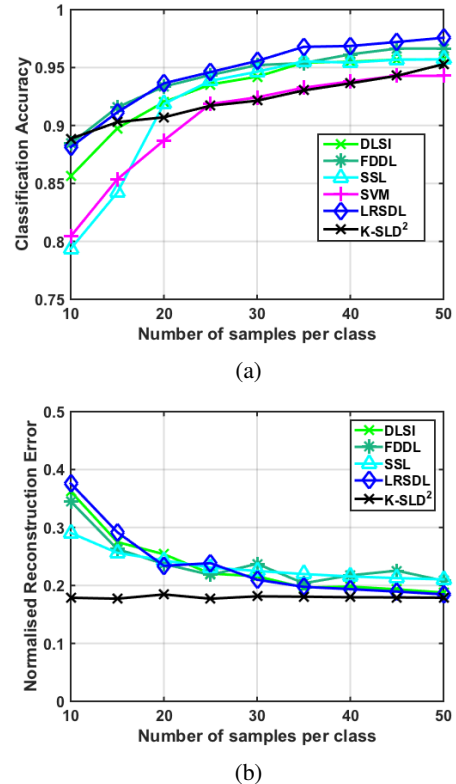 1
0.95
0.9
0.85
0.8
0.75
Classification Accuracy
DLSI
FDDL
SSL
SVM
LRSDL
K-SLD²
10 20 30 40 50
Number of samples per class
(a)
0.5
0.4
0.3
0.2
0.1
0
Normalised Reconstruction Error
DLSI
FDDL
SSL
LRSDL
K-SLD²
10 20 30 40 50
Number of samples per class
(b)